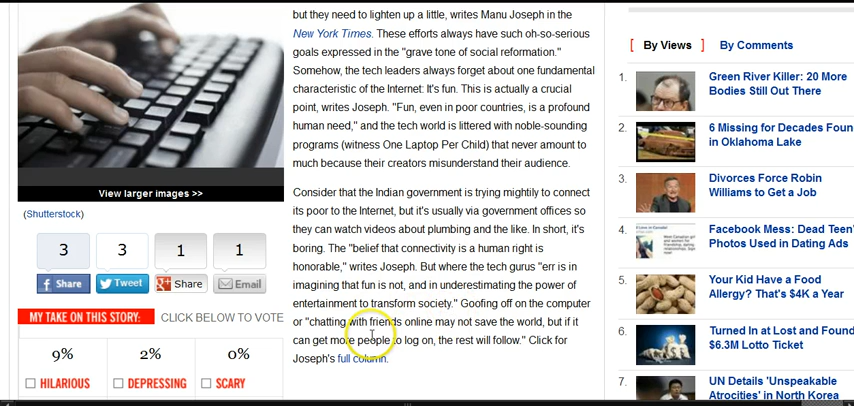 but they need to lighten up a little, writes Manu Joseph in the
New York Times. These efforts always have such oh-so-serious
goals expressed in the "grave tone of social reformation."
Somehow, the tech leaders always forget about one fundamental
characteristic of the Internet: It's fun. This is actually a crucial
point, writes Joseph. "Fun, even in poor countries, is a profound
human need," and the tech world is littered with noble-sounding
programs (witness One Laptop Per Child) that never amount to
much because their creators misunderstand their audience.
Consider that the Indian government is trying mightily to connect
its poor to the Internet, but it's usually via government offices so
they can watch videos about plumbing and the like. In short, it's
boring. The "belief that connectivity is a human right is
honorable," writes Joseph. But where the tech gurus "err is in
imagining that fun is not, and in underestimating the power of
entertainment to transform society." Goofing off on the computer
or "chatting with friends online may not save the world, but if it
can get more people to log on, the rest will follow." Click for
Joseph's full column.
View larger images >>
(Shutterstock)
3 3 1 1
Share Tweet Share Email
MY TAKE ON THIS STORY: CLICK BELOW TO VOTE
9% 2% 0%
HILARIOUS DEPRESSING SCARY
[ By Views ] By Comments
1. Green River Killer: 20 More
Bodies Still Out There
2. 6 Missing for Decades Foun
in Oklahoma Lake
3. Divorces Force Robin
Williams to Get a Job
4. Facebook Mess: Dead Teen'
Photos Used in Dating Ads
5. Your Kid Have a Food
Allergy? That's $4K a Year
6. Turned In at Lost and Found
$6.3M Lotto Ticket
7. UN Details 'Unspeakable
Atrocities' in North Korea